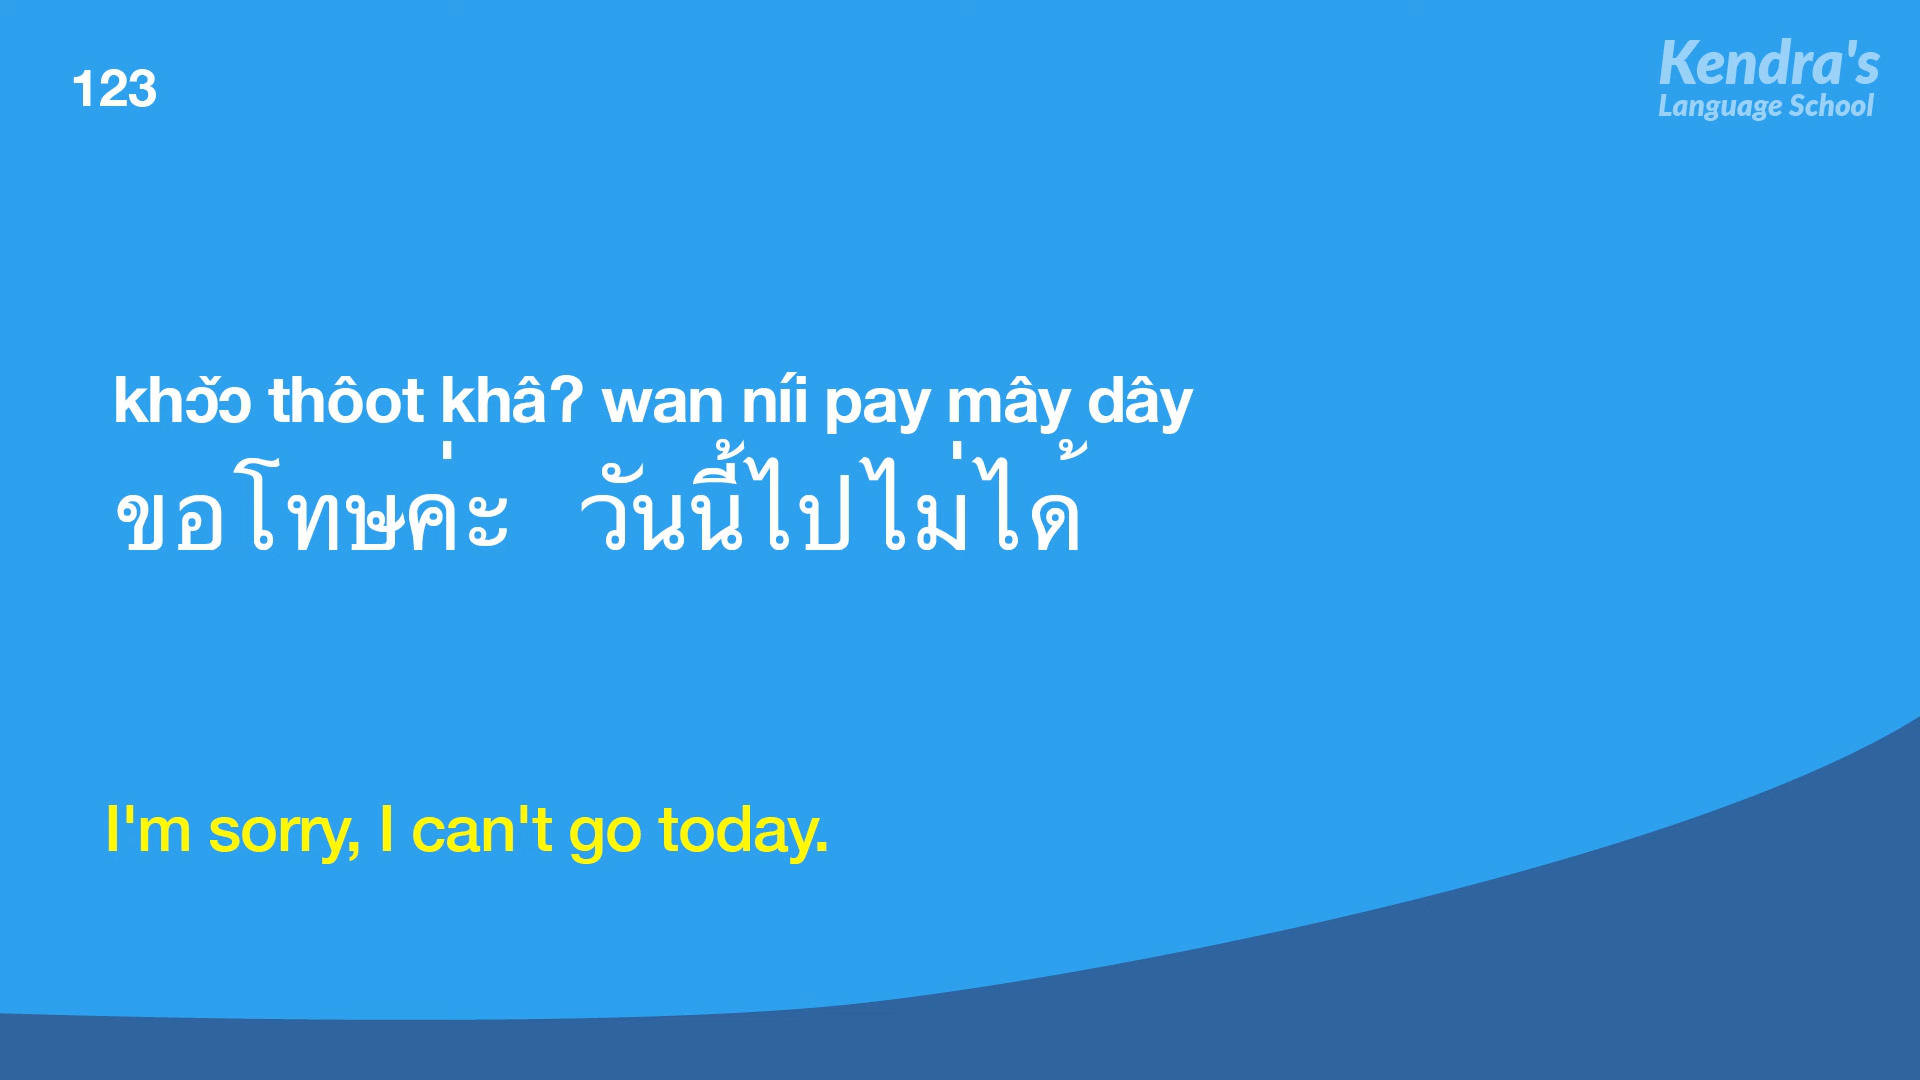 123
Kendra's
Language School
khɔ̌ɔ thôot khâʔ wan níi pay mây dây
ขอโทษค่ะ วันนี้ไปไม่ได้
I'm sorry, I can't go today.